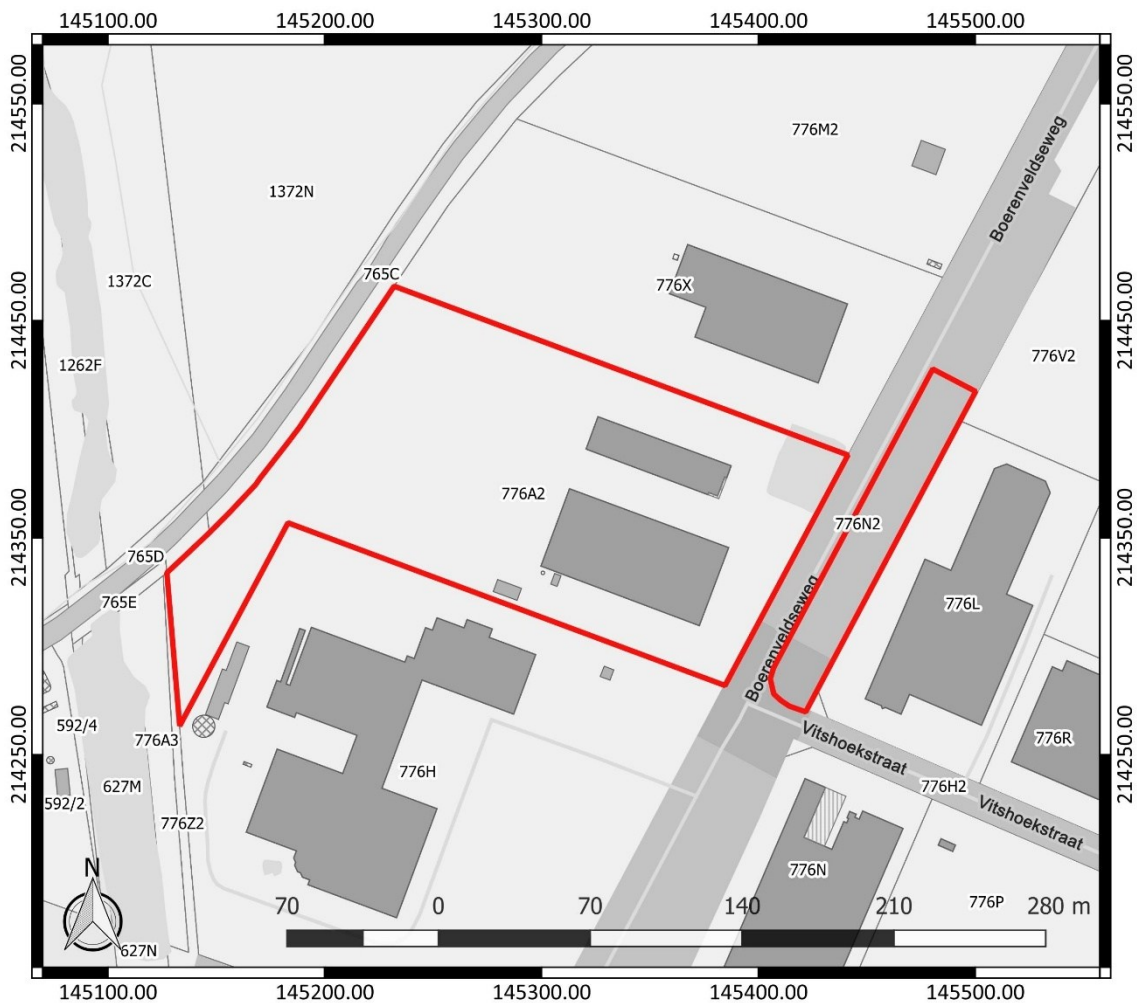 145100.00 145200.00 145300.00 145400.00 145500.00
214550.00 214550.00
776M2
Boerenveldseweg
1372N
765C
1372C
776X
214450.00 214450.00
776V2
1262F
776A2
776N2
214350.00 214350.00
765D
765E
776L
Boerenveldseweg
592/4
776A3
Vitshoekstraat
776R
214250.00 214250.00
776H
776H2
627M
592/2
Vitshoekstraat
776Z2
N
776N
70 0 70 140 210 280 m
776P
627N
145100.00 145200.00 145300.00 145400.00 145500.00